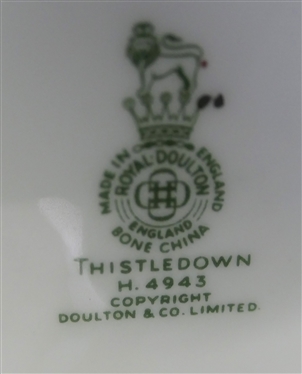 MADE IN ENGLAND
ROYAL·DOULTON
ENGLAND
BONE CHINA
THISTLEDOWN
H. 4943
COPYRIGHT
DOULTON & CO. LIMITED.